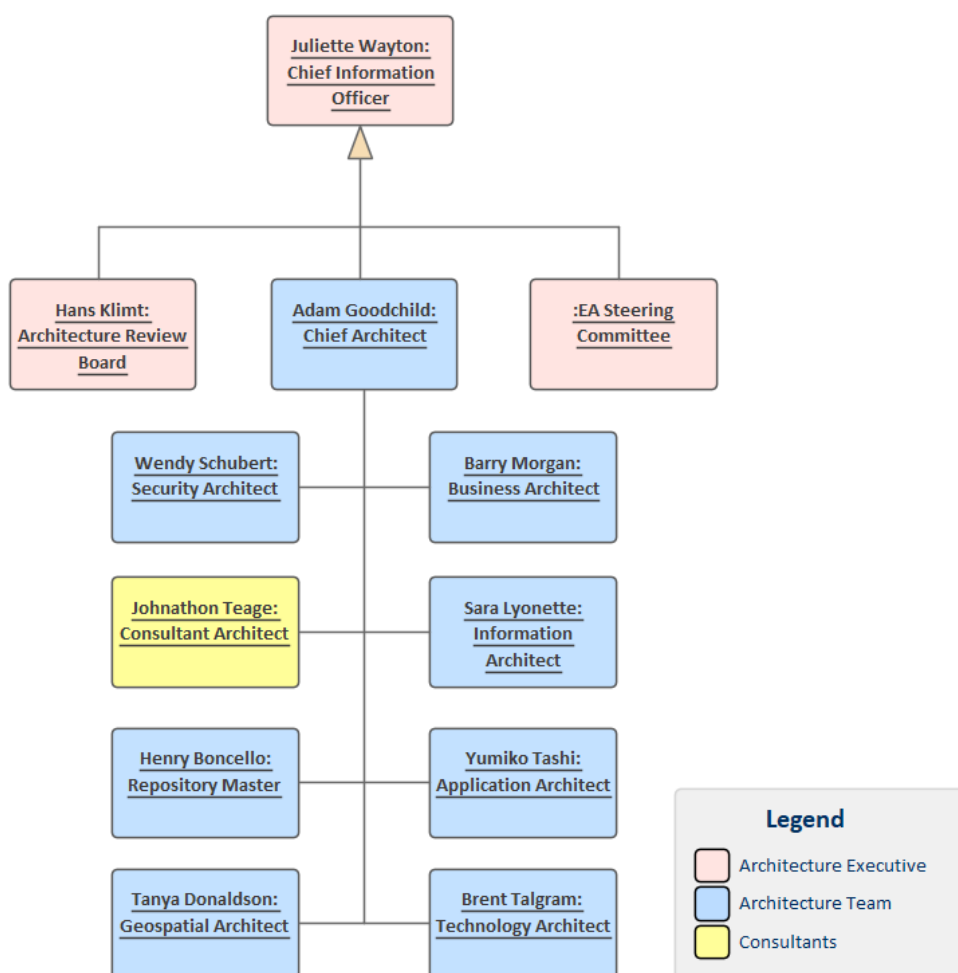 Juliette Wayton:
Chief Information
Officer
Hans Klimt:
Architecture Review
Board
Adam Goodchild:
Chief Architect
:EA Steering
Committee
Wendy Schubert:
Security Architect
Barry Morgan:
Business Architect
Johnathon Teage:
Consultant Architect
Sara Lyonette:
Information
Architect
Henry Boncello:
Repository Master
Yumiko Tashi:
Application Architect
Tanya Donaldson:
Geospatial Architect
Brent Talgram:
Technology Architect
Legend
Architecture Executive
Architecture Team
Consultants